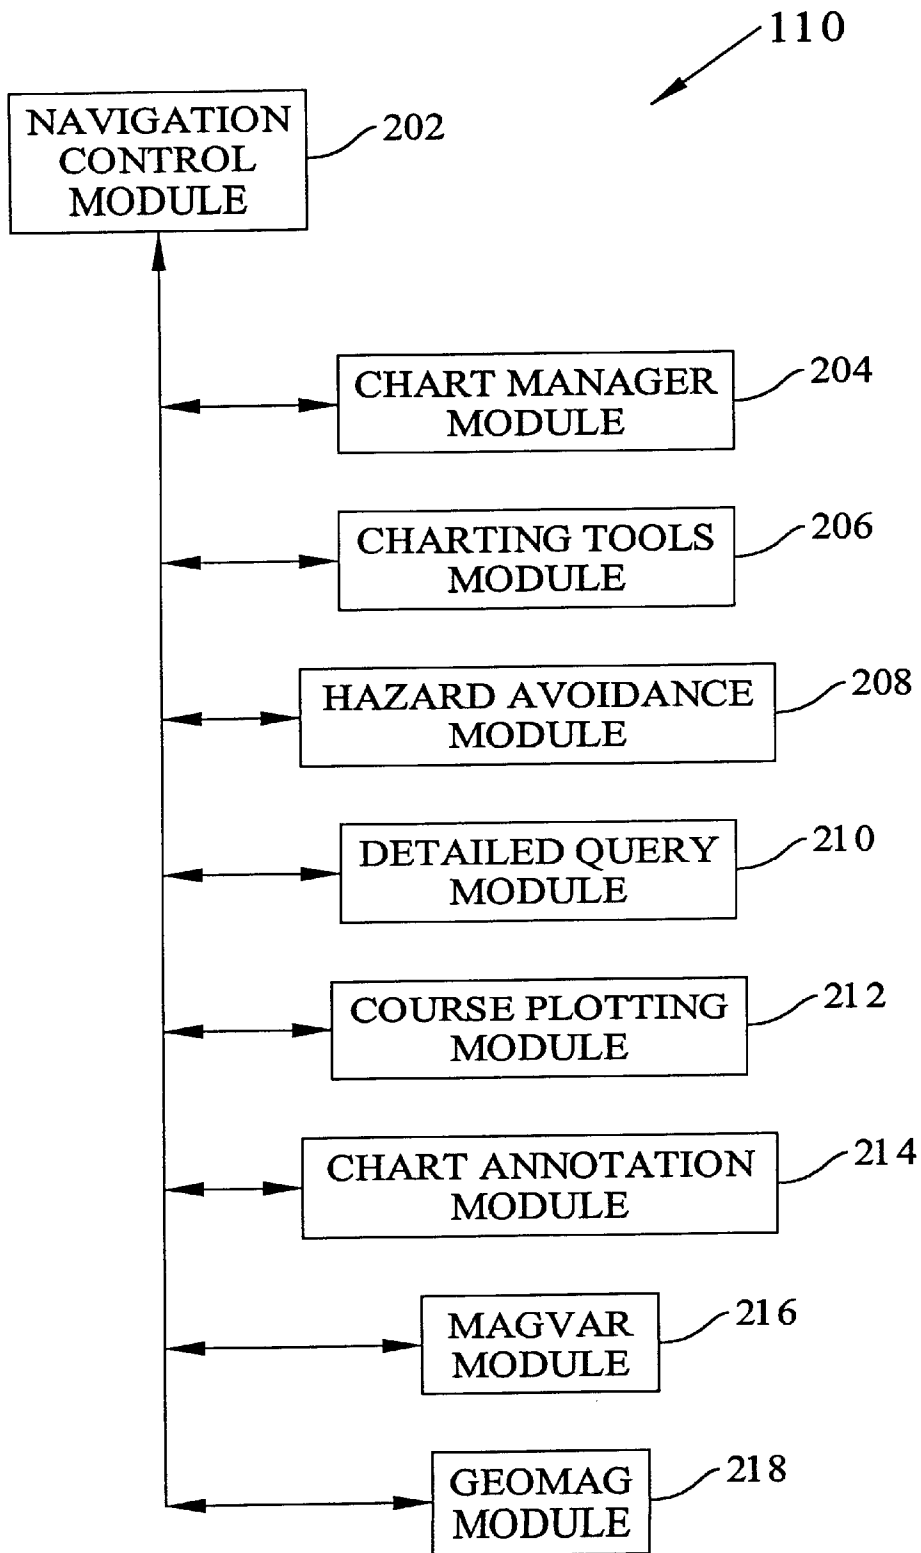 110
NAVIGATION
CONTROL
MODULE
202
CHART MANAGER
MODULE
204
CHARTING TOOLS
MODULE
206
HAZARD AVOIDANCE
MODULE
208
DETAILED QUERY
MODULE
210
COURSE PLOTTING
MODULE
212
CHART ANNOTATION
MODULE
214
MAGVAR
MODULE
216
GEOMAG
MODULE
218